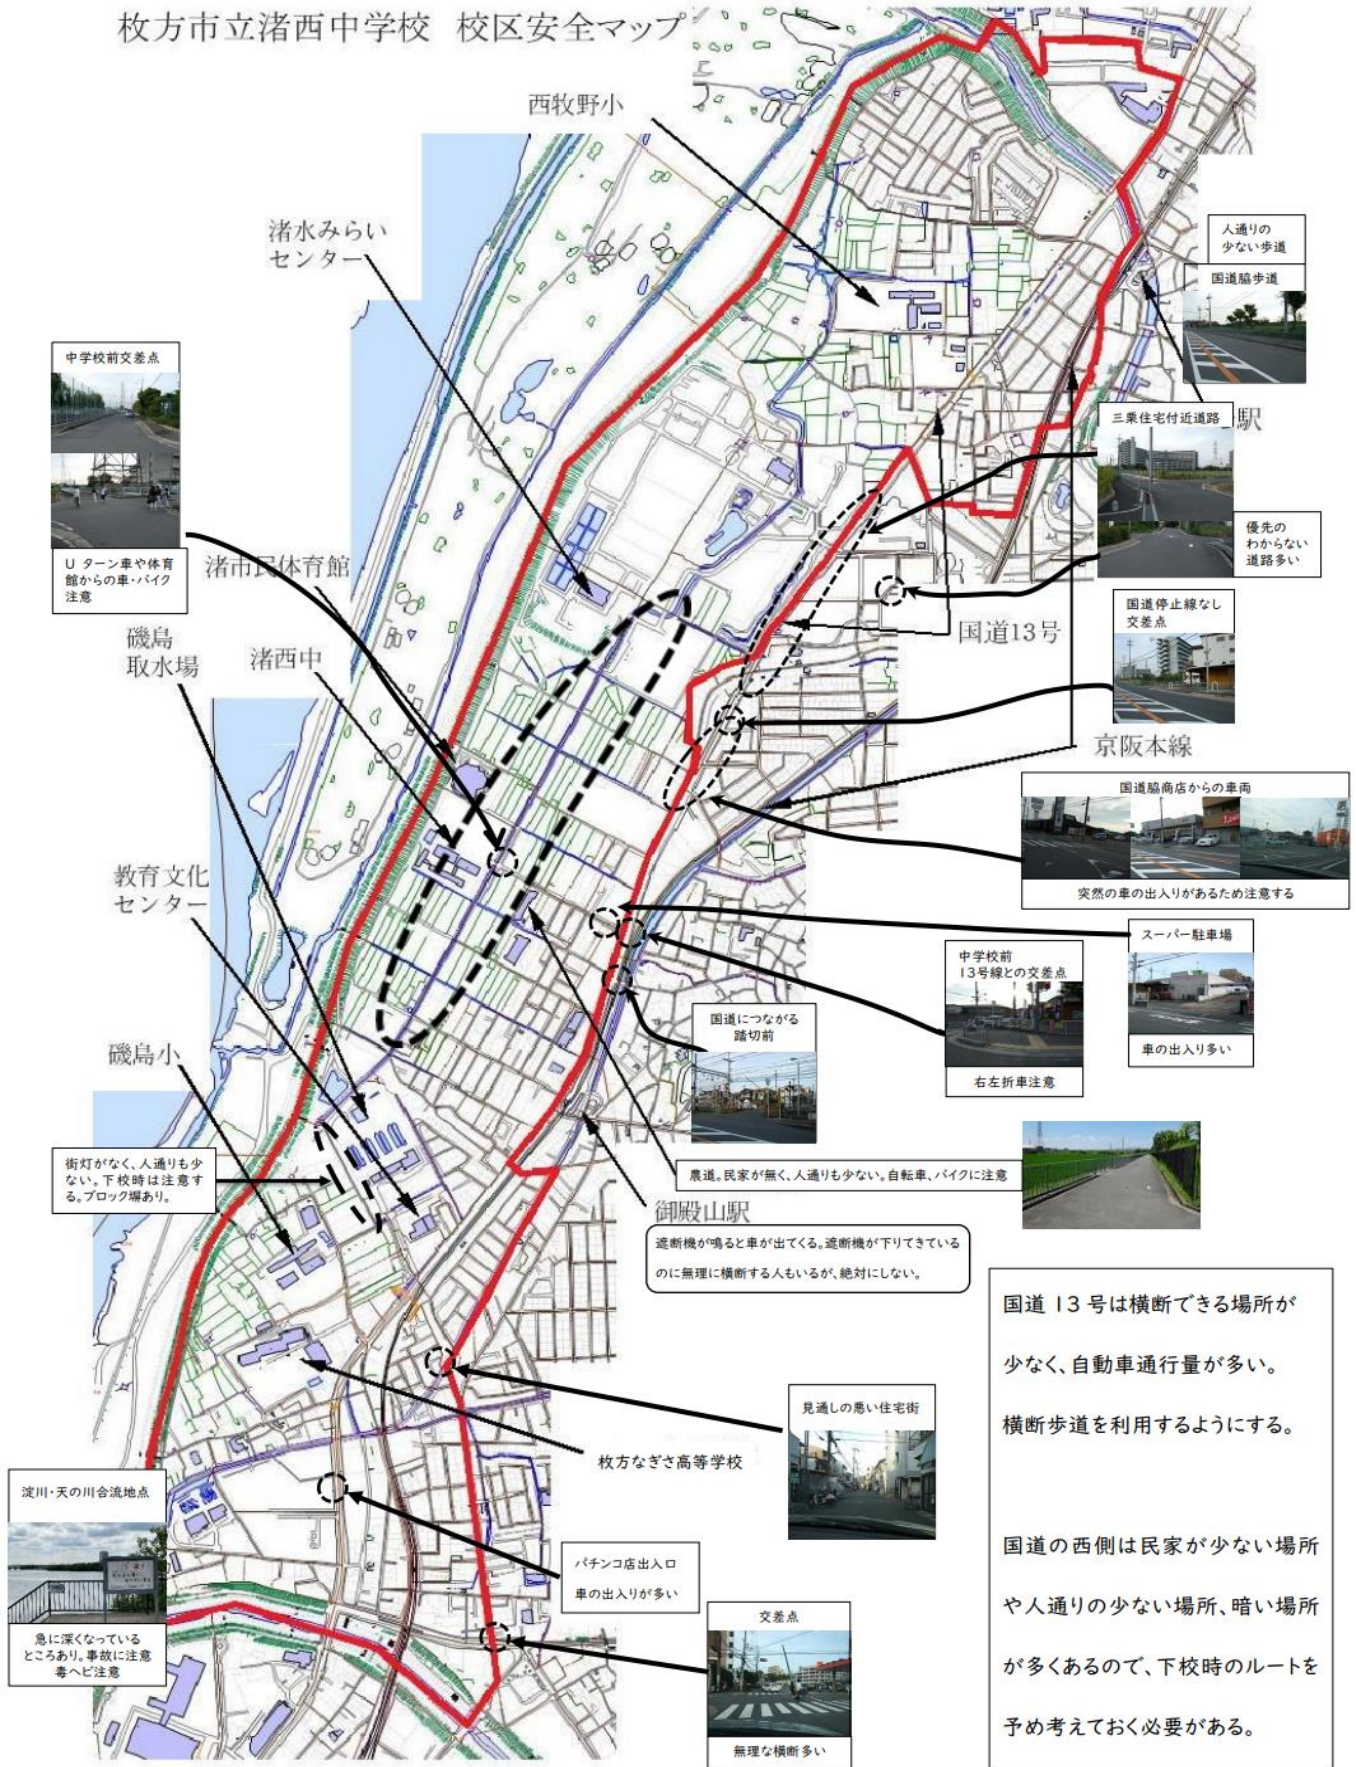 枚方市立渚西中学校 校区安全マップ
西牧野小
渚水みらい
センター
人通りの
少ない歩道
国道脇歩道
中学校前交差点
Uターン車や体育
館からの車・バイク
注意
三栗住宅付近道路
駅
優先の
わからない
道路多い
渚市民体育館
国道停止線なし
交差点
国道13号
磯島
取水場
渚西中
京阪本線
国道脇商店からの車両
突然の車の出入りがあるため注意する
教育文化
センター
スーパー駐車場
車の出入り多い
中学校前
13号線との交差点
右左折車注意
国道につながる
踏切前
磯島小
街灯がなく、人通りも少
ない。下校時は注意す
る。ブロック塀あり。
農道。民家が無く、人通りも少ない。自転車、バイクに注意
御殿山駅
遮断機が鳴ると車が出てくる。遮断機が下りてきている
のに無理に横断する人もいるが、絶対にしない。
国道13号は横断できる場所が
少なく、自動車通行量が多い。
横断歩道を利用するようにする。
国道の西側は民家が少ない場所
や人通りの少ない場所、暗い場所
が多くあるので、下校時のルートを
予め考えておく必要がある。
見通しの悪い住宅街
枚方なぎさ高等学校
淀川・天の川合流地点
急に深くなっている
ところあり。事故に注意
毒ヘビ注意
パチンコ店出入口
車の出入りが多い
交差点
無理な横断多い